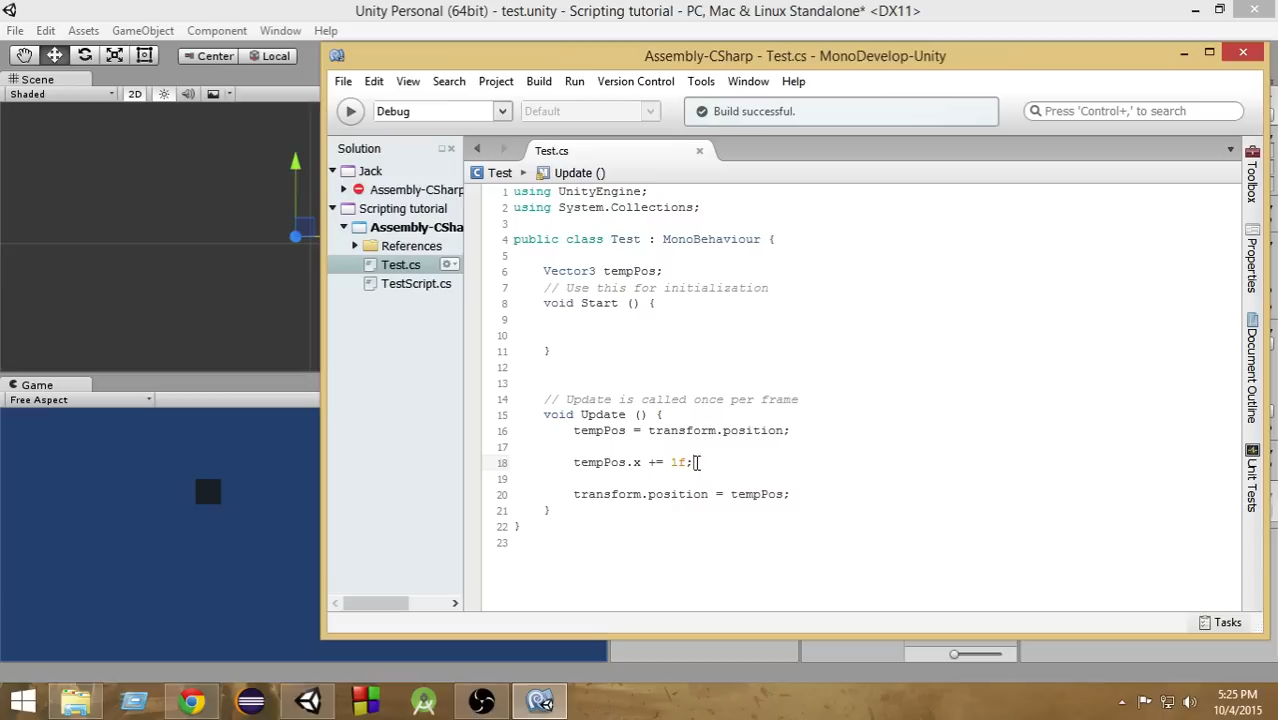 Unity Personal (64bit) - test.unity - Scripting tutorial - PC, Mac & Linux Standalone* <DX11>
File Edit Assets GameObject Component Window Help
Center Local
Scene
Shaded 2D
Game
Free Aspect
Assembly-CSharp - Test.cs - MonoDevelop-Unity
File Edit View Search Project Build Run Version Control Tools Window Help
Debug Default Build successful. Press 'Control+,' to search
Solution
Jack
Assembly-CSharp
Scripting tutorial
Assembly-CSha
References
Test.cs
TestScript.cs
Test.cs
Test Update ()
1 using UnityEngine;
2 using System.Collections;
3
4 public class Test : MonoBehaviour {
5
6 Vector3 tempPos;
7 // Use this for initialization
8 void Start () {
9
10
11 }
12
13
14 // Update is called once per frame
15 void Update () {
16 tempPos = transform.position;
17
18 tempPos.x += 1f;
19
20 transform.position = tempPos;
21 }
22 }
23
Toolbox
Properties
Document Outline
Unit Tests
Tasks
5:25 PM
10/4/2015